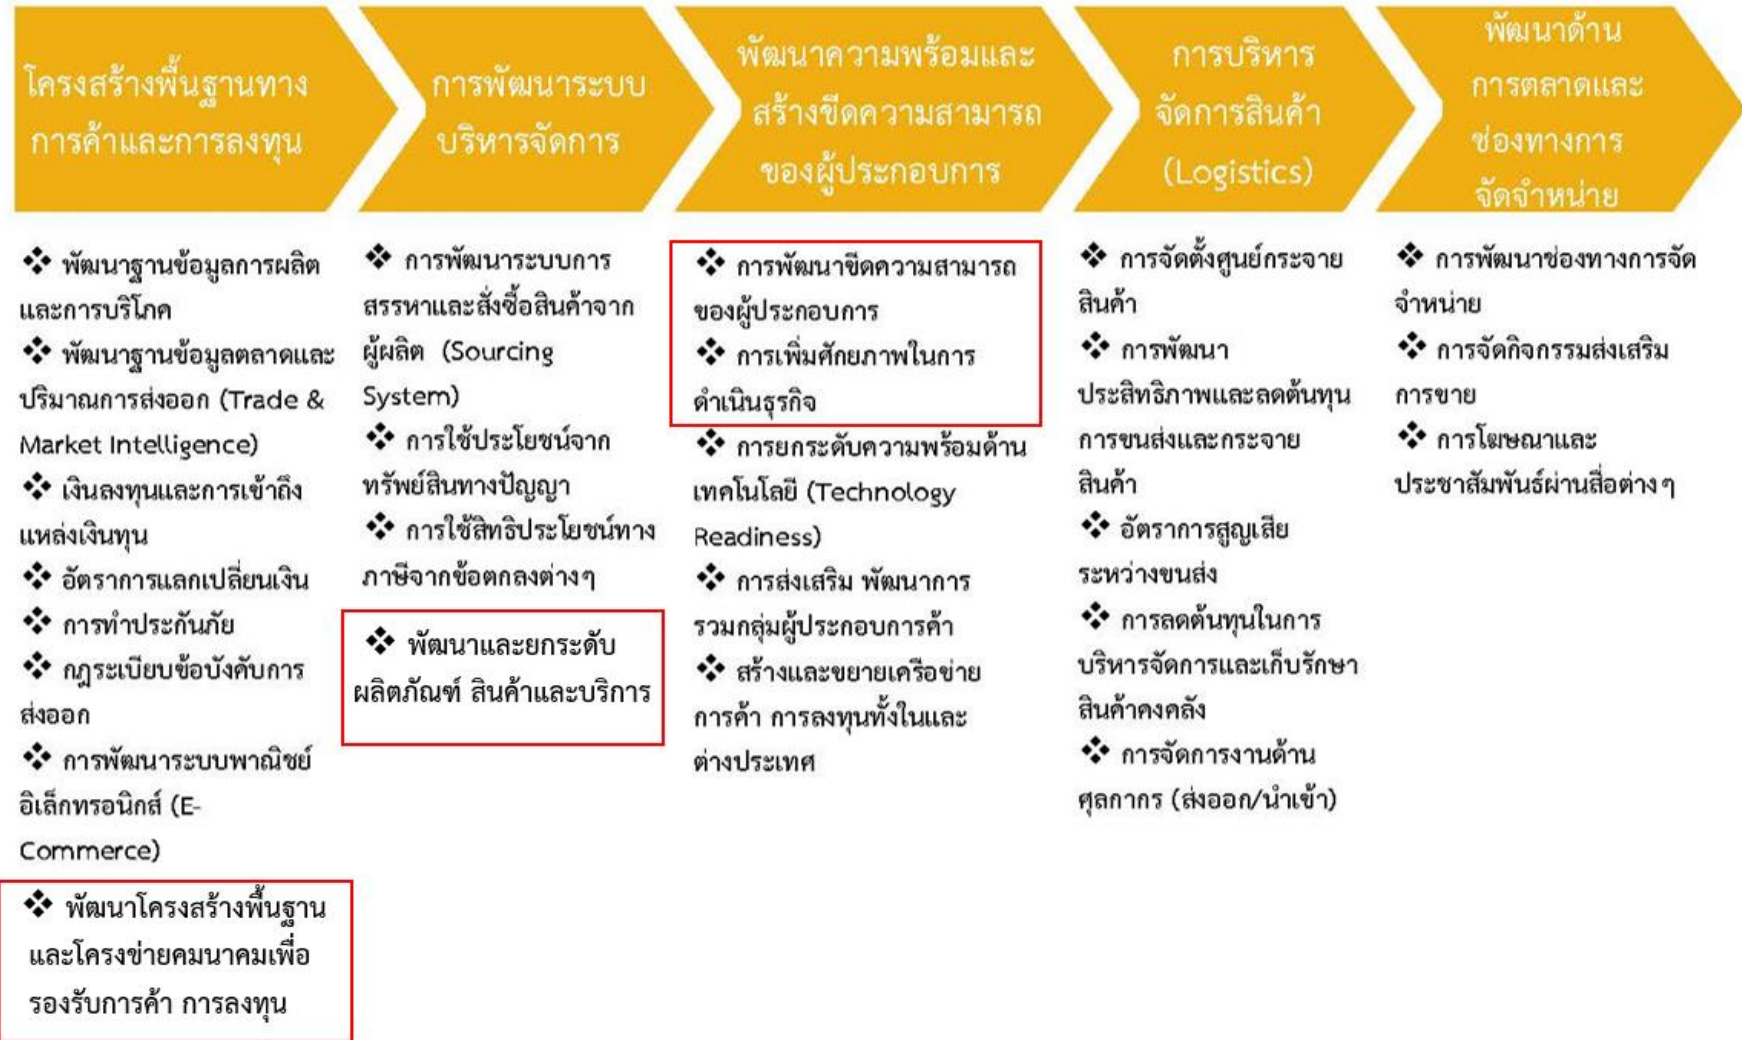 โครงสร้างพื้นฐานทาง
การค้าและการลงทุน
การพัฒนาระบบ
บริหารจัดการ
พัฒนาความพร้อมและ
สร้างขีดความสามารถ
ของผู้ประกอบการ
การบริหาร
จัดการสินค้า
(Logistics)
พัฒนาด้าน
การตลาดและ
ช่องทางการ
จัดจำหน่าย
❖ พัฒนาฐานข้อมูลการผลิต
และการบริโภค
❖ พัฒนาฐานข้อมูลตลาดและ
ปริมาณการส่งออก (Trade &
Market Intelligence)
❖ เงินลงทุนและการเข้าถึง
แหล่งเงินทุน
❖ อัตราการแลกเปลี่ยนเงิน
❖ การทำประกันภัย
❖ กฎระเบียบข้อบังคับการ
ส่งออก
❖ การพัฒนาระบบพาณิชย์
อิเล็กทรอนิกส์ (E-
Commerce)
❖ พัฒนาโครงสร้างพื้นฐาน
และโครงข่ายคมนาคมเพื่อ
รองรับการค้า การลงทุน
❖ การพัฒนาระบบการ
สรรหาและสั่งซื้อสินค้าจาก
ผู้ผลิต (Sourcing
System)
❖ การใช้ประโยชน์จาก
ทรัพย์สินทางปัญญา
❖ การใช้สิทธิประโยชน์ทาง
ภาษีจากข้อตกลงต่างๆ
❖ พัฒนาและยกระดับ
ผลิตภัณฑ์ สินค้าและบริการ
❖ การพัฒนาขีดความสามารถ
ของผู้ประกอบการ
❖ การเพิ่มศักยภาพในการ
ดำเนินธุรกิจ
❖ การยกระดับความพร้อมด้าน
เทคโนโลยี (Technology
Readiness)
❖ การส่งเสริม พัฒนาการ
รวมกลุ่มผู้ประกอบการค้า
❖ สร้างและขยายเครือข่าย
การค้า การลงทุนทั้งในและ
ต่างประเทศ
❖ การจัดตั้งศูนย์กระจาย
สินค้า
❖ การพัฒนา
ประสิทธิภาพและลดต้นทุน
การขนส่งและกระจาย
สินค้า
❖ อัตราการสูญเสีย
ระหว่างขนส่ง
❖ การลดต้นทุนในการ
บริหารจัดการและเก็บรักษา
สินค้าคงคลัง
❖ การจัดการงานด้าน
ศุลกากร (ส่งออก/นำเข้า)
❖ การพัฒนาช่องทางการจัด
จำหน่าย
❖ การจัดกิจกรรมส่งเสริม
การขาย
❖ การโฆษณาและ
ประชาสัมพันธ์ผ่านสื่อต่างๆ